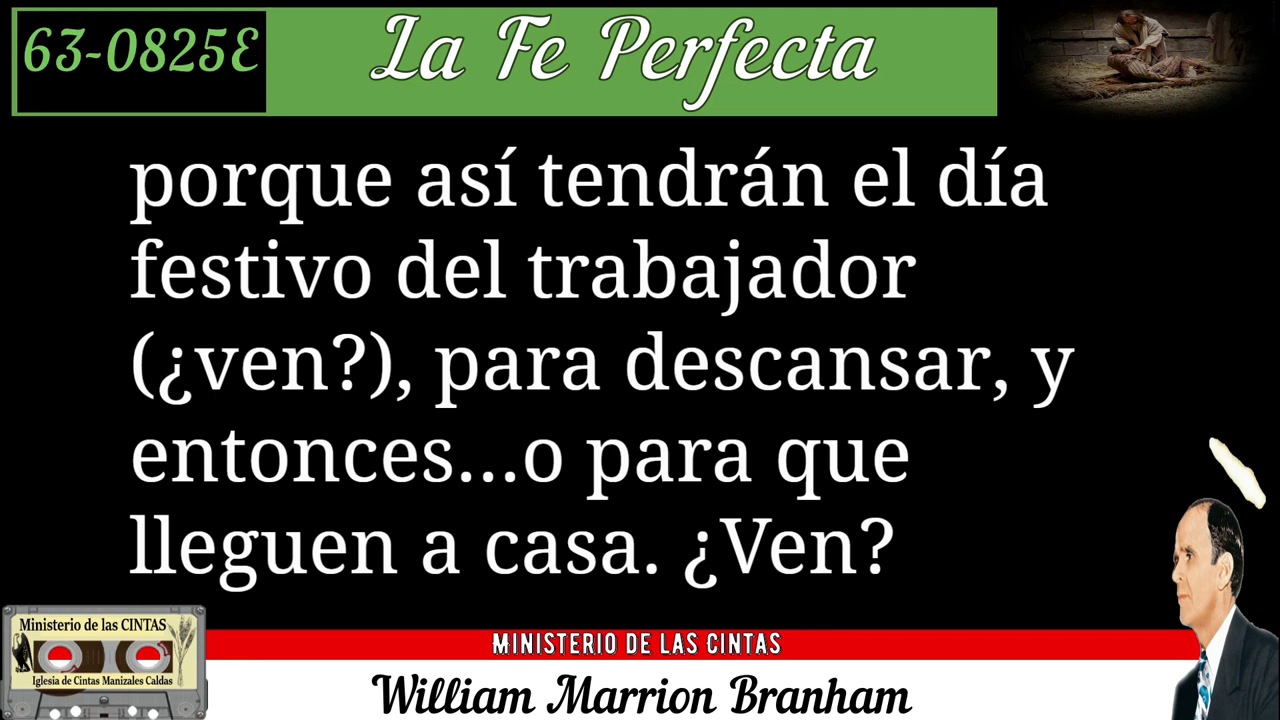 63-0825E
La Fe Perfecta
porque así tendrán el día
festivo del trabajador
(¿ven?), para descansar, y
entonces...o para que
lleguen a casa. ¿Ven?
Ministerio de las CINTAS
Iglesia de Cintas Manizales Caldas
MINISTERIO DE LAS CINTAS
William Marrion Branham